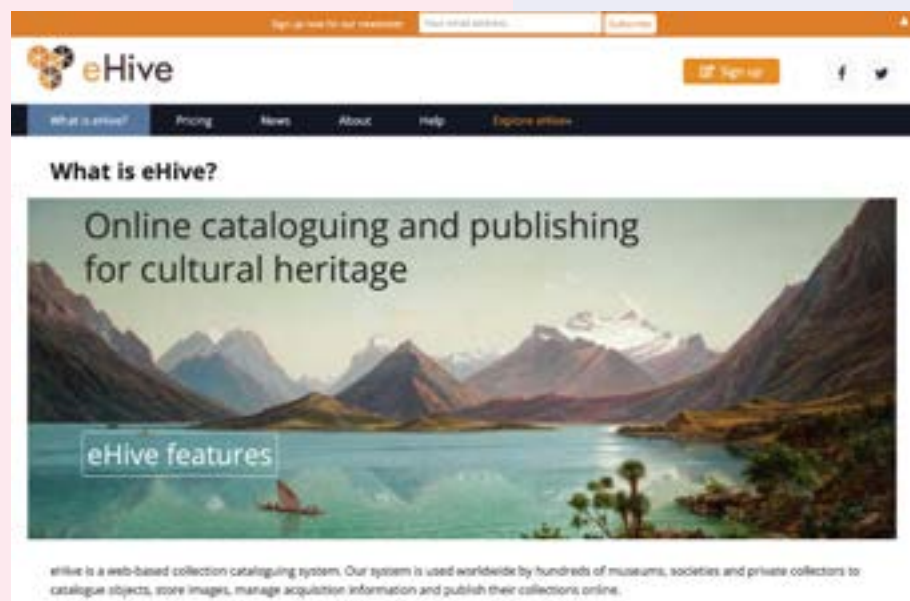 Sign up now for our newsletter Your email address... Subscribe
eHive
Sign up
What is eHive? Pricing News About Help Explore eHive
What is eHive?
Online cataloguing and publishing
for cultural heritage
eHive features
eHive is a web-based collection cataloguing system. Our system is used worldwide by hundreds of museums, societies and private collectors to
catalogue objects, store images, manage acquisition information and publish their collections online.